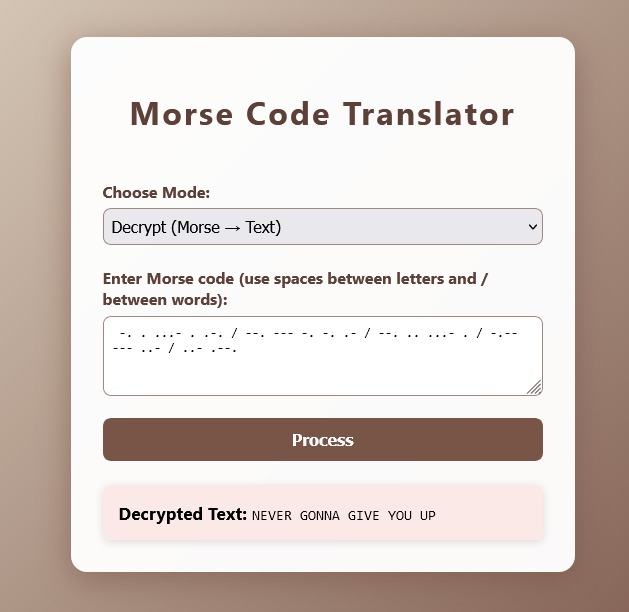 Morse Code Translator
Choose Mode:
Decrypt (Morse → Text)
Enter Morse code (use spaces between letters and /
between words):
-. . ...- . .-. / --. --- -. -. .- / --. .. ...- . / -.--
--- ..- / ..- .--.
Process
Decrypted Text: NEVER GONNA GIVE YOU UP